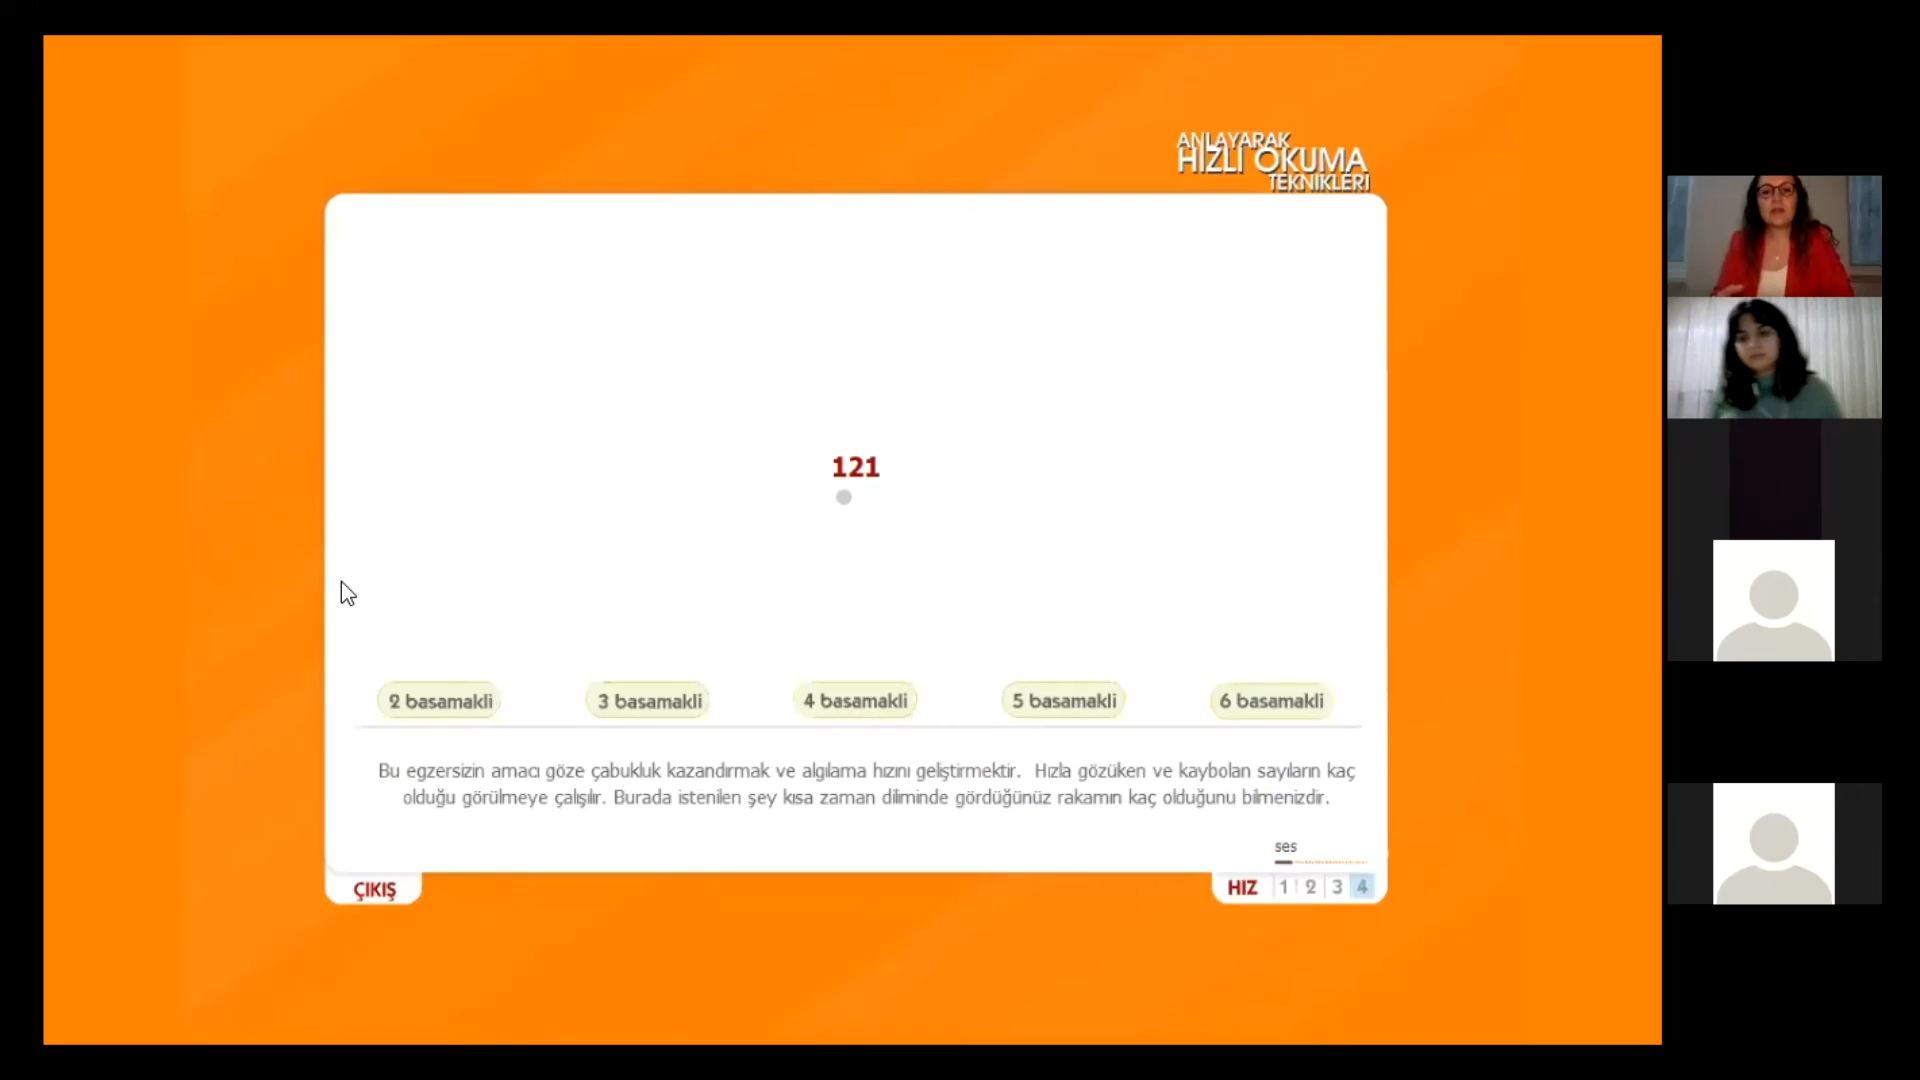 ANLAYARAK
HIZLI OKUMA
TEKNİKLERİ
121
2 basamakli
3 basamakli
4 basamakli
5 basamakli
6 basamakli
Bu egzersizin amacı göze çabukluk kazandırmak ve algılama hızını geliştirmektir. Hızla gözüken ve kaybolan sayıların kaç
olduğu görülmeye çalışılır. Burada istenilen şey kısa zaman diliminde gördüğünüz rakamın kaç olduğunu bilmenizdir.
ses
ÇIKIŞ
HIZ 1 2 3 4